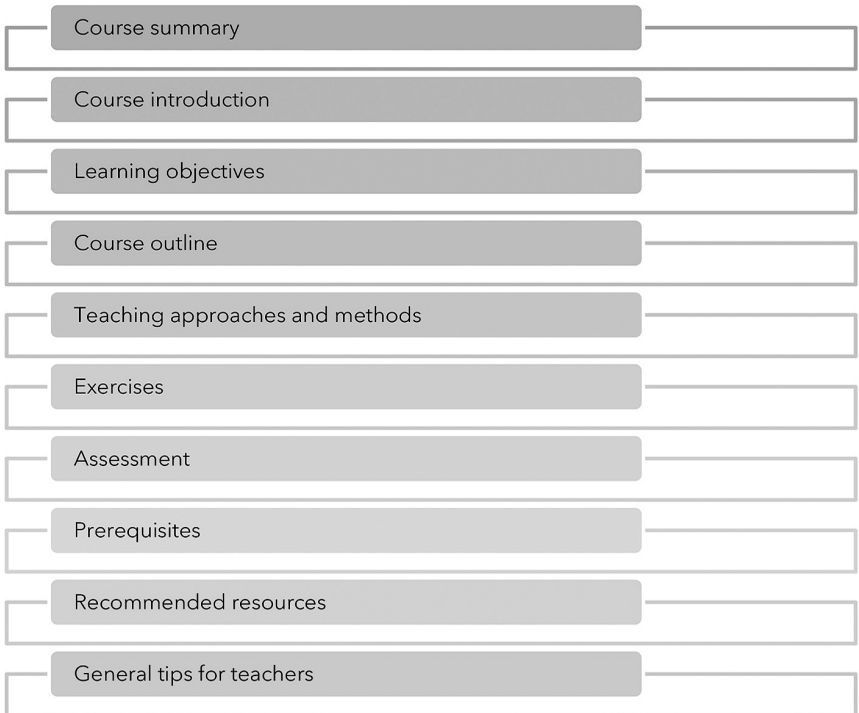 Course summary
Course introduction
Learning objectives
Course outline
Teaching approaches and methods
Exercises
Assessment
Prerequisites
Recommended resources
General tips for teachers